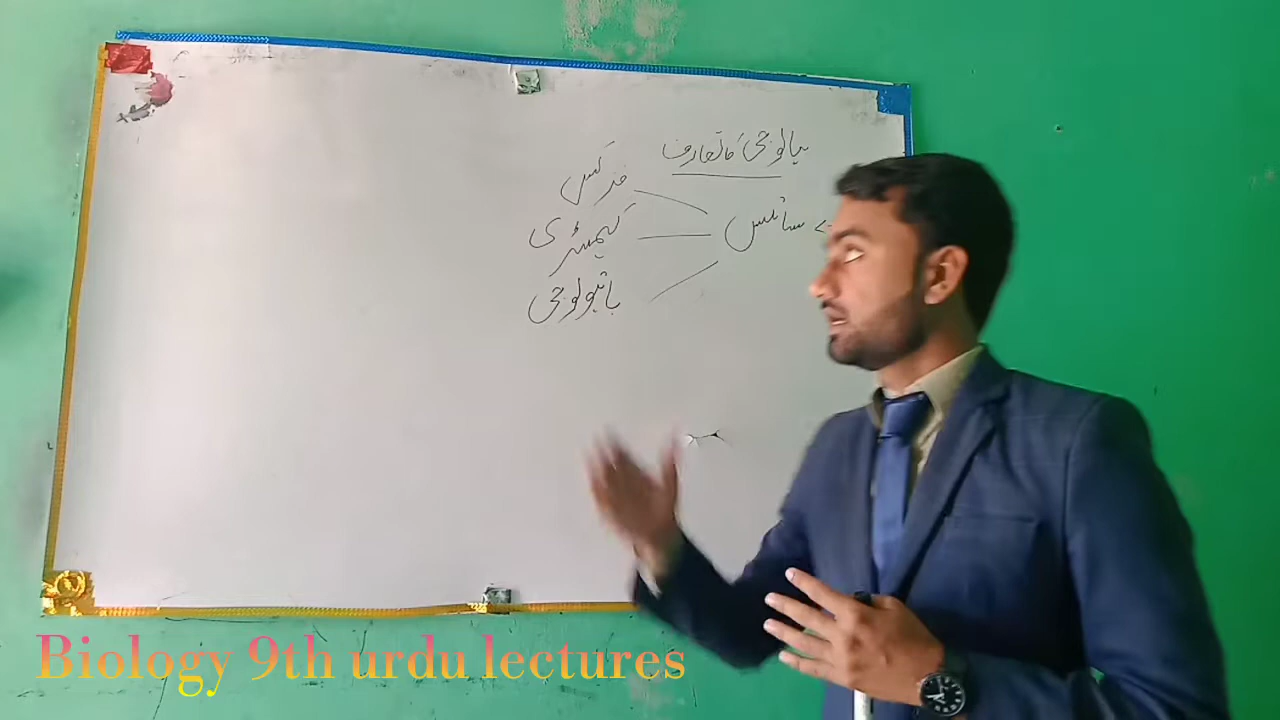 بیالوجی کا تعارف
سائنس
فزکس
کیمسٹری
بائیولوجی
Biology 9th urdu lectures